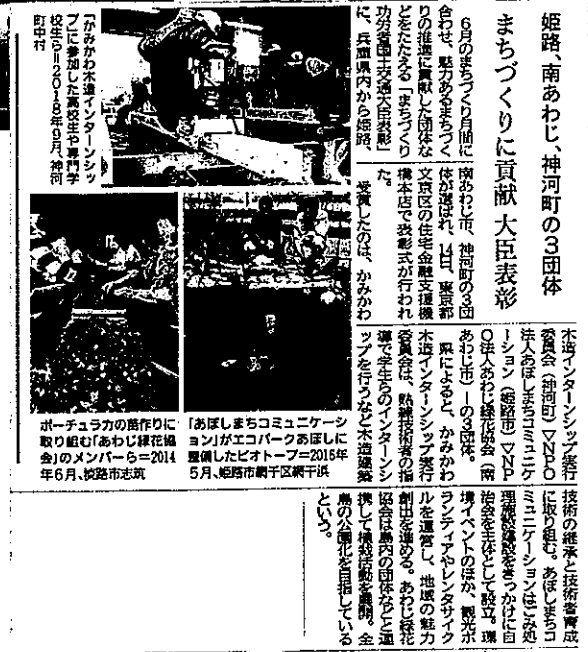 姫路、南あわじ、神河町の3団体
まちづくりに貢献 大臣表彰
6月のまちづくり月間に
合わせ、魅力あるまちづく
りの推進に貢献した団体な
どをたたえる「まちづくり
功労者国土交通大臣表彰」
に、兵庫県内から姫路、
南あわじ市、神河町の3団
体が選ばれ、14日、東京都
文京区の住宅金融支援機
構本店で表彰式が行われ
た。
受賞したのは、かみかわ
木造インターンシップ実行
委員会(神河町)▽NPO
法人あぼしまちコミュニケ
ーション(姫路市)▽NP
O法人あわじ緑花協会(南
あわじ市)―の3団体。
県によると、かみかわ
木造インターンシップ実行
委員会は、熟練技術者の指
導で学生らのインターンシ
ップを行うなど木造建築
技術の継承と技術者育成
に取り組む。あぼしまちコ
ミュニケーションはごみ処
理施設建設をきっかけに自
治会を主体として設立。環
境イベントのほか、観光ボ
ランティアやレンタサイク
ルを運営し、地域の魅力
創出を進める。あわじ緑花
協会は島内の団体などと連
携して植栽活動を展開。全
島の公園化を目指している
という。
「かみかわ木造インターンシッ
プ」に参加した高校生や専門学
校生ら=2018年9月、神河
町中村
ポーチュラカの苗作りに
取り組む「あわじ緑花協
会」のメンバーら=2014
年6月、淡路市志筑
「あぼしまちコミュニケーシ
ョン」がエコパークあぼしに
整備したビオトープ=2016年
5月、姫路市網干区網干浜